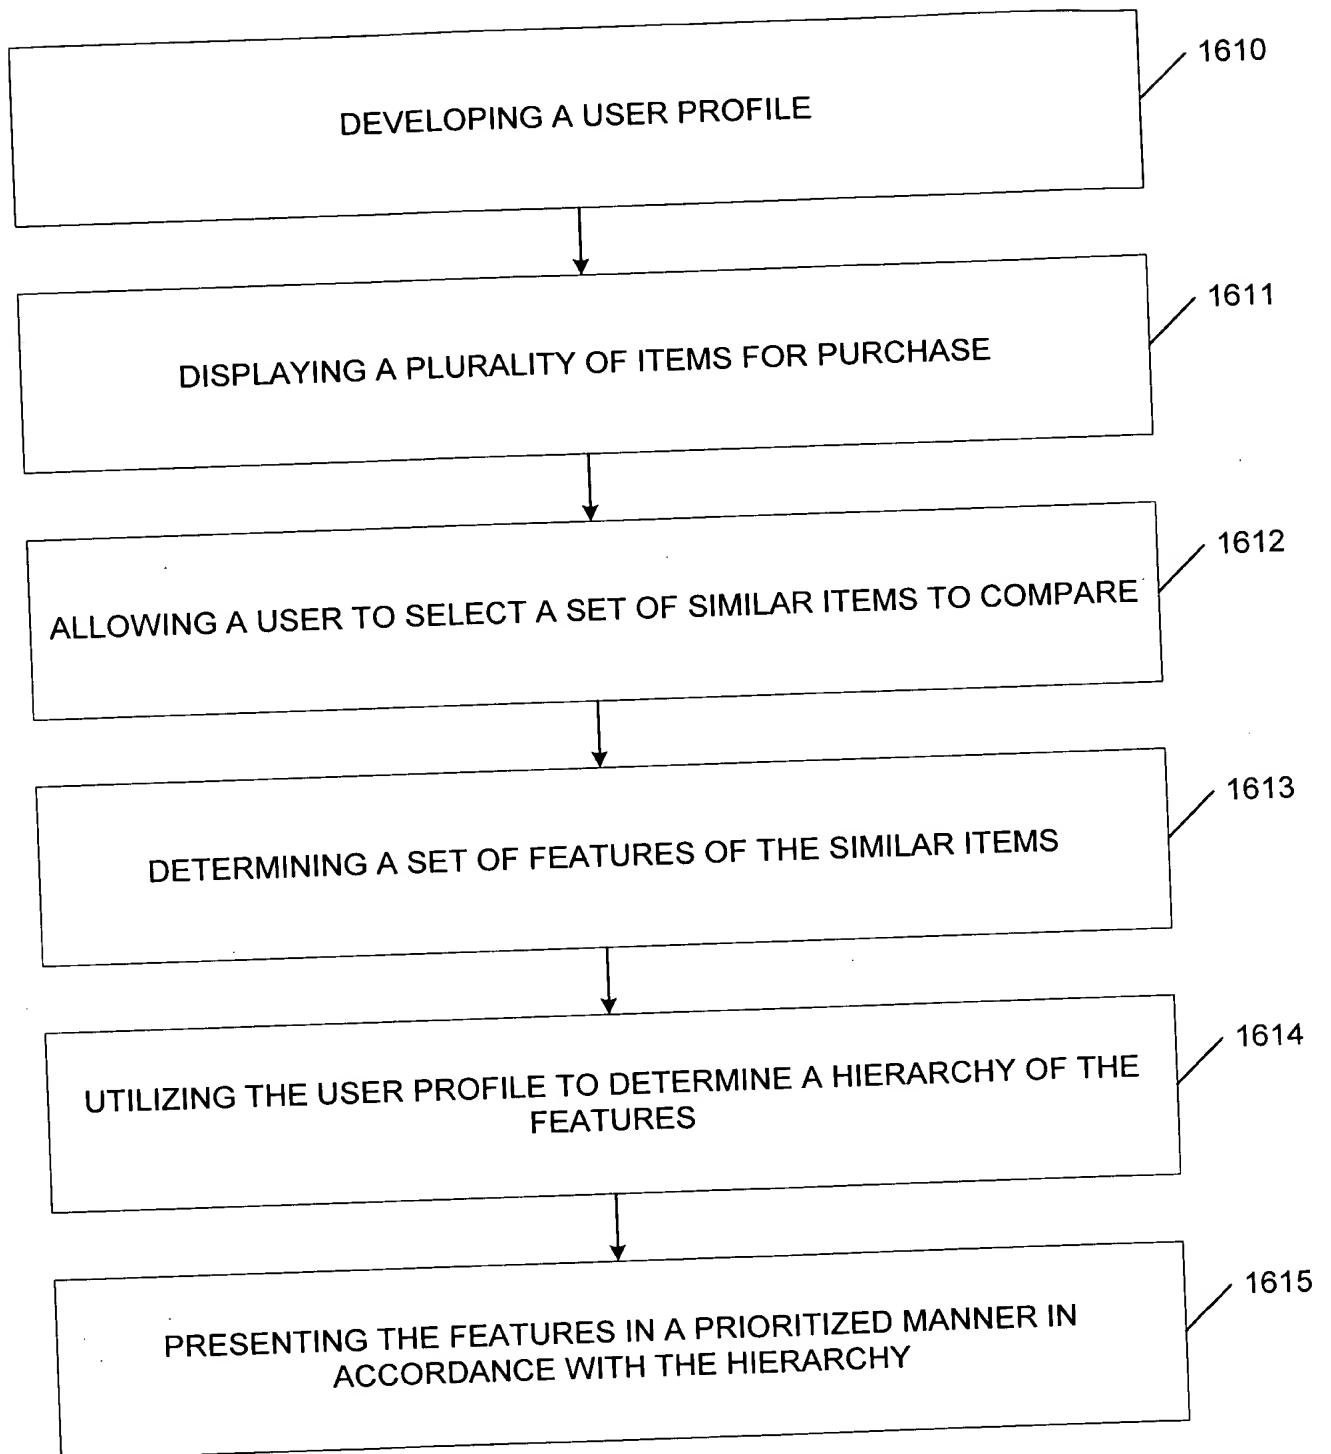 1610
DEVELOPING A USER PROFILE
1611
DISPLAYING A PLURALITY OF ITEMS FOR PURCHASE
1612
ALLOWING A USER TO SELECT A SET OF SIMILAR ITEMS TO COMPARE
1613
DETERMINING A SET OF FEATURES OF THE SIMILAR ITEMS
1614
UTILIZING THE USER PROFILE TO DETERMINE A HIERARCHY OF THE
FEATURES
1615
PRESENTING THE FEATURES IN A PRIORITIZED MANNER IN
ACCORDANCE WITH THE HIERARCHY